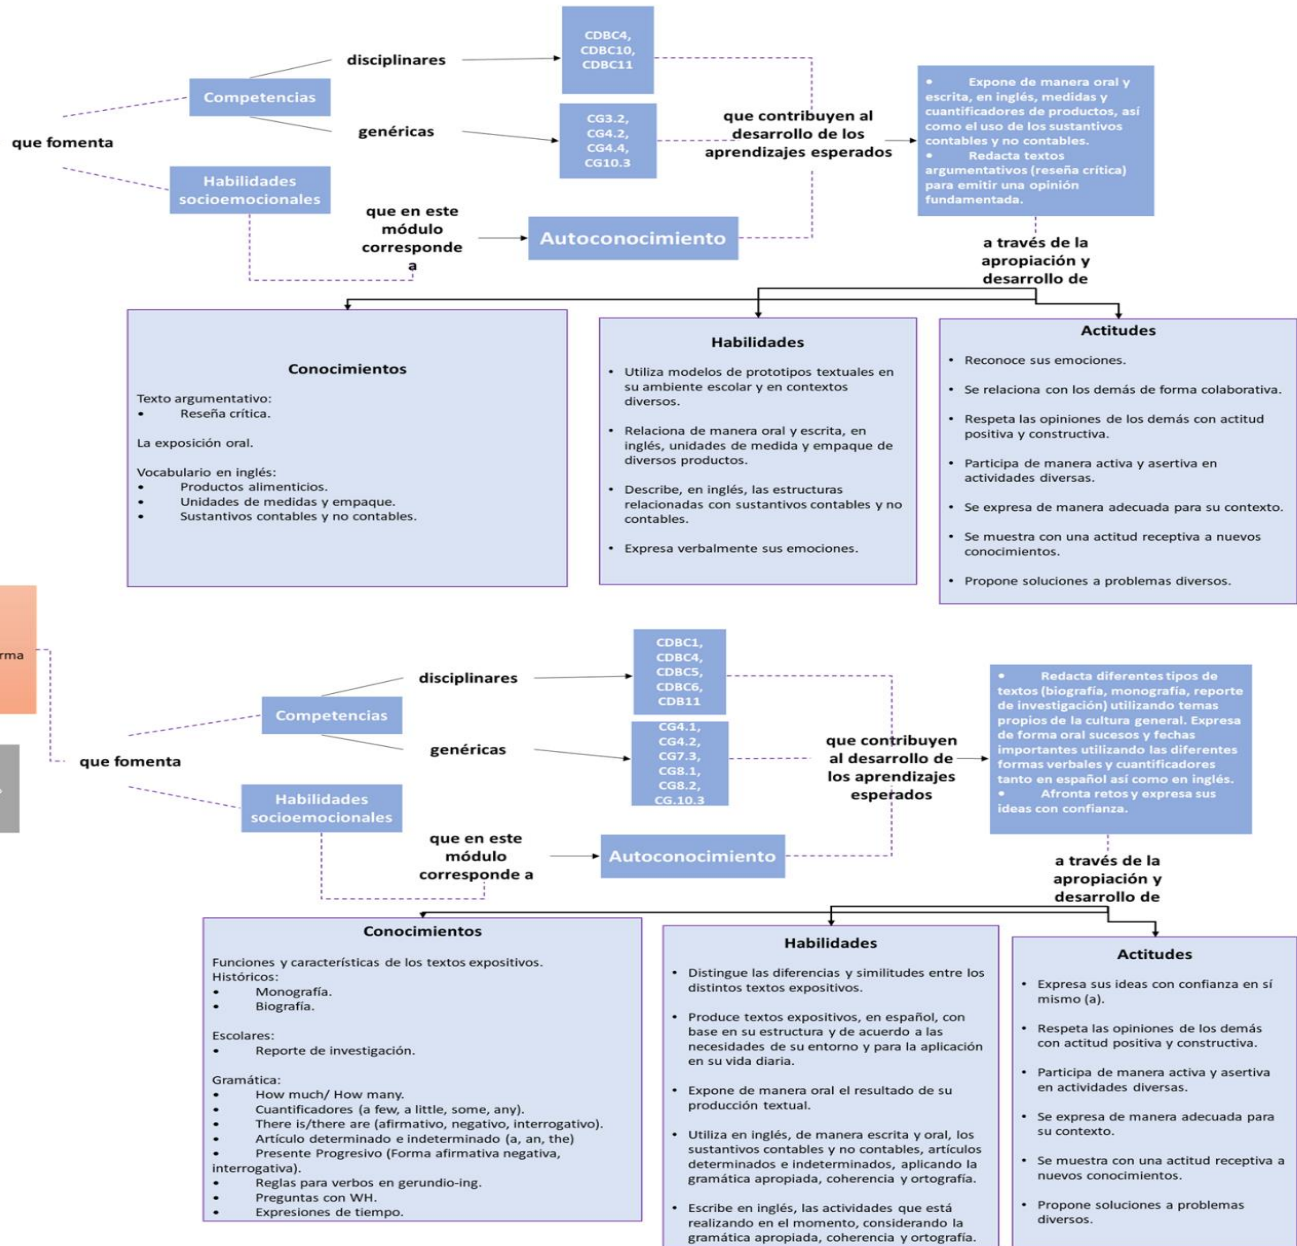 que fomenta
Competencias
disciplinares
CDBC4,
CDBC10,
CDBC11
genéricas
CG3.2,
CG4.2,
CG4.4,
CG10.3
Habilidades
socioemocionales
que en este
módulo
corresponde
a
Autoconocimiento
que contribuyen al
desarrollo de los
aprendizajes esperados
• Expone de manera oral y
escrita, en inglés, medidas y
cuantificadores de productos, así
como el uso de los sustantivos
contables y no contables.
• Redacta textos
argumentativos (reseña crítica)
para emitir una opinión
fundamentada.
a través de la
apropiación y
desarrollo de
Conocimientos
Texto argumentativo:
• Reseña crítica.
La exposición oral.
Vocabulario en inglés:
• Productos alimenticios.
• Unidades de medidas y empaque.
• Sustantivos contables y no contables.
Habilidades
• Utiliza modelos de prototipos textuales en
su ambiente escolar y en contextos
diversos.
• Relaciona de manera oral y escrita, en
inglés, unidades de medida y empaque de
diversos productos.
• Describe, en inglés, las estructuras
relacionadas con sustantivos contables y no
contables.
• Expresa verbalmente sus emociones.
Actitudes
• Reconoce sus emociones.
• Se relaciona con los demás de forma colaborativa.
• Respeta las opiniones de los demás con actitud
positiva y constructiva.
• Participa de manera activa y asertiva en
actividades diversas.
• Se expresa de manera adecuada para su contexto.
• Se muestra con una actitud receptiva a nuevos
conocimientos.
• Propone soluciones a problemas diversos.
rma
que fomenta
Competencias
disciplinares
CDBC1,
CDBC4,
CDBC5,
CDBC6,
CDB11
genéricas
CG4.1,
CG4.2,
CG7.3,
CG8.1,
CG8.2,
CG.10.3
Habilidades
socioemocionales
que en este
módulo
corresponde a
Autoconocimiento
que contribuyen
al desarrollo de
los aprendizajes
esperados
• Redacta diferentes tipos de
textos (biografía, monografía, reporte
de investigación) utilizando temas
propios de la cultura general. Expresa
de forma oral sucesos y fechas
importantes utilizando las diferentes
formas verbales y cuantificadores
tanto en español así como en inglés.
• Afronta retos y expresa sus
ideas con confianza.
a través de la
apropiación y
desarrollo de
Conocimientos
Funciones y características de los textos expositivos.
Históricos:
• Monografía.
• Biografía.
Escolares:
• Reporte de investigación.
Gramática:
• How much/ How many.
• Cuantificadores (a few, a little, some, any).
• There is/there are (afirmativo, negativo, interrogativo).
• Artículo determinado e indeterminado (a, an, the)
• Presente Progresivo (Forma afirmativa negativa,
interrogativa).
• Reglas para verbos en gerundio-ing.
• Preguntas con WH.
• Expresiones de tiempo.
Habilidades
• Distingue las diferencias y similitudes entre los
distintos textos expositivos.
• Produce textos expositivos, en español, con
base en su estructura y de acuerdo a las
necesidades de su entorno y para la aplicación
en su vida diaria.
• Expone de manera oral el resultado de su
producción textual.
• Utiliza en inglés, de manera escrita y oral, los
sustantivos contables y no contables, artículos
determinados e indeterminados, aplicando la
gramática apropiada, coherencia y ortografía.
• Escribe en inglés, las actividades que está
realizando en el momento, considerando la
gramática apropiada, coherencia y ortografía.
Actitudes
• Expresa sus ideas con confianza en sí
mismo (a).
• Respeta las opiniones de los demás
con actitud positiva y constructiva.
• Participa de manera activa y asertiva
en actividades diversas.
• Se expresa de manera adecuada para
su contexto.
• Se muestra con una actitud receptiva a
nuevos conocimientos.
• Propone soluciones a problemas
diversos.